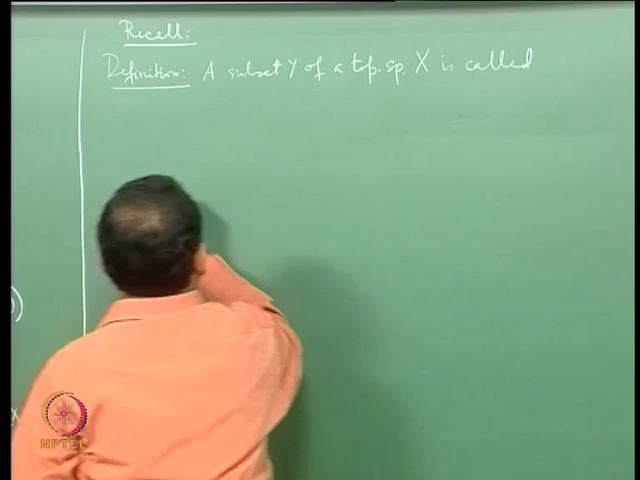 Recall:
Definition: A subset Y of a top. sp. X is called
)
X
NPTEL